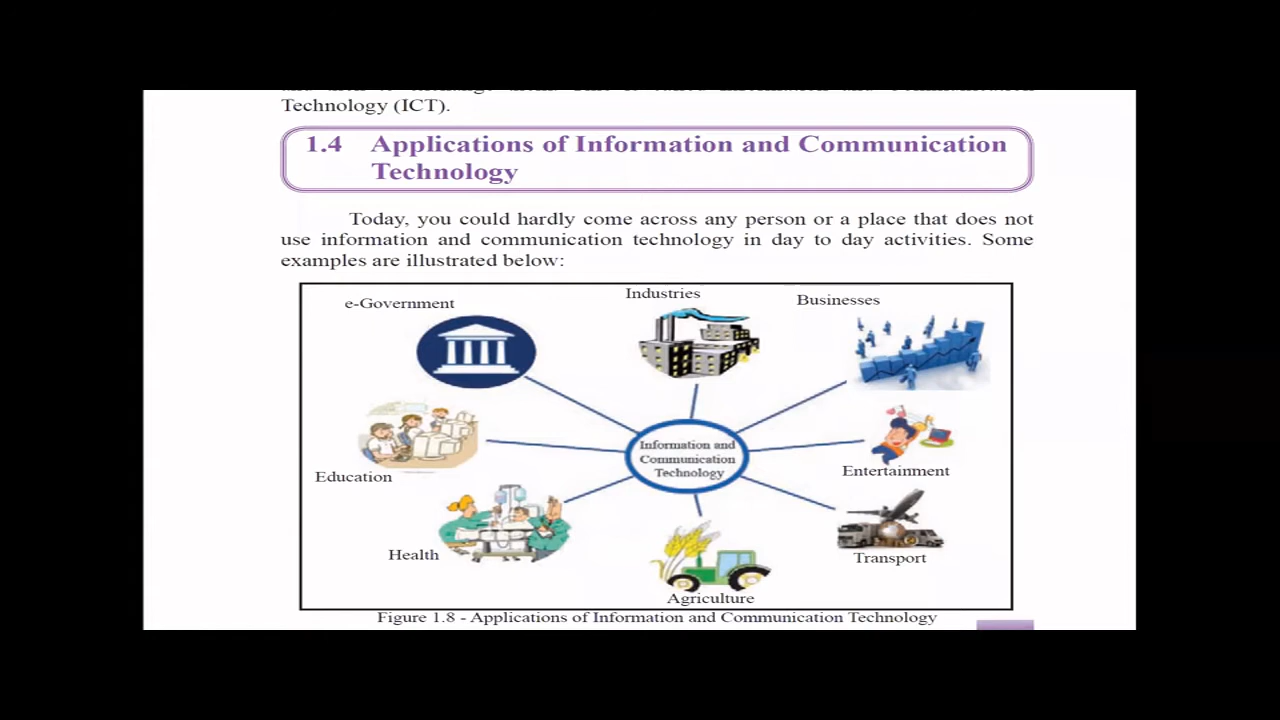 Technology (ICT).
1.4 Applications of Information and Communication
Technology
Today, you could hardly come across any person or a place that does not
use information and communication technology in day to day activities. Some
examples are illustrated below:
e-Government
Industries
Businesses
Information and
Communication
Technology
Education
Entertainment
Health
Transport
Agriculture
Figure 1.8 - Applications of Information and Communication Technology